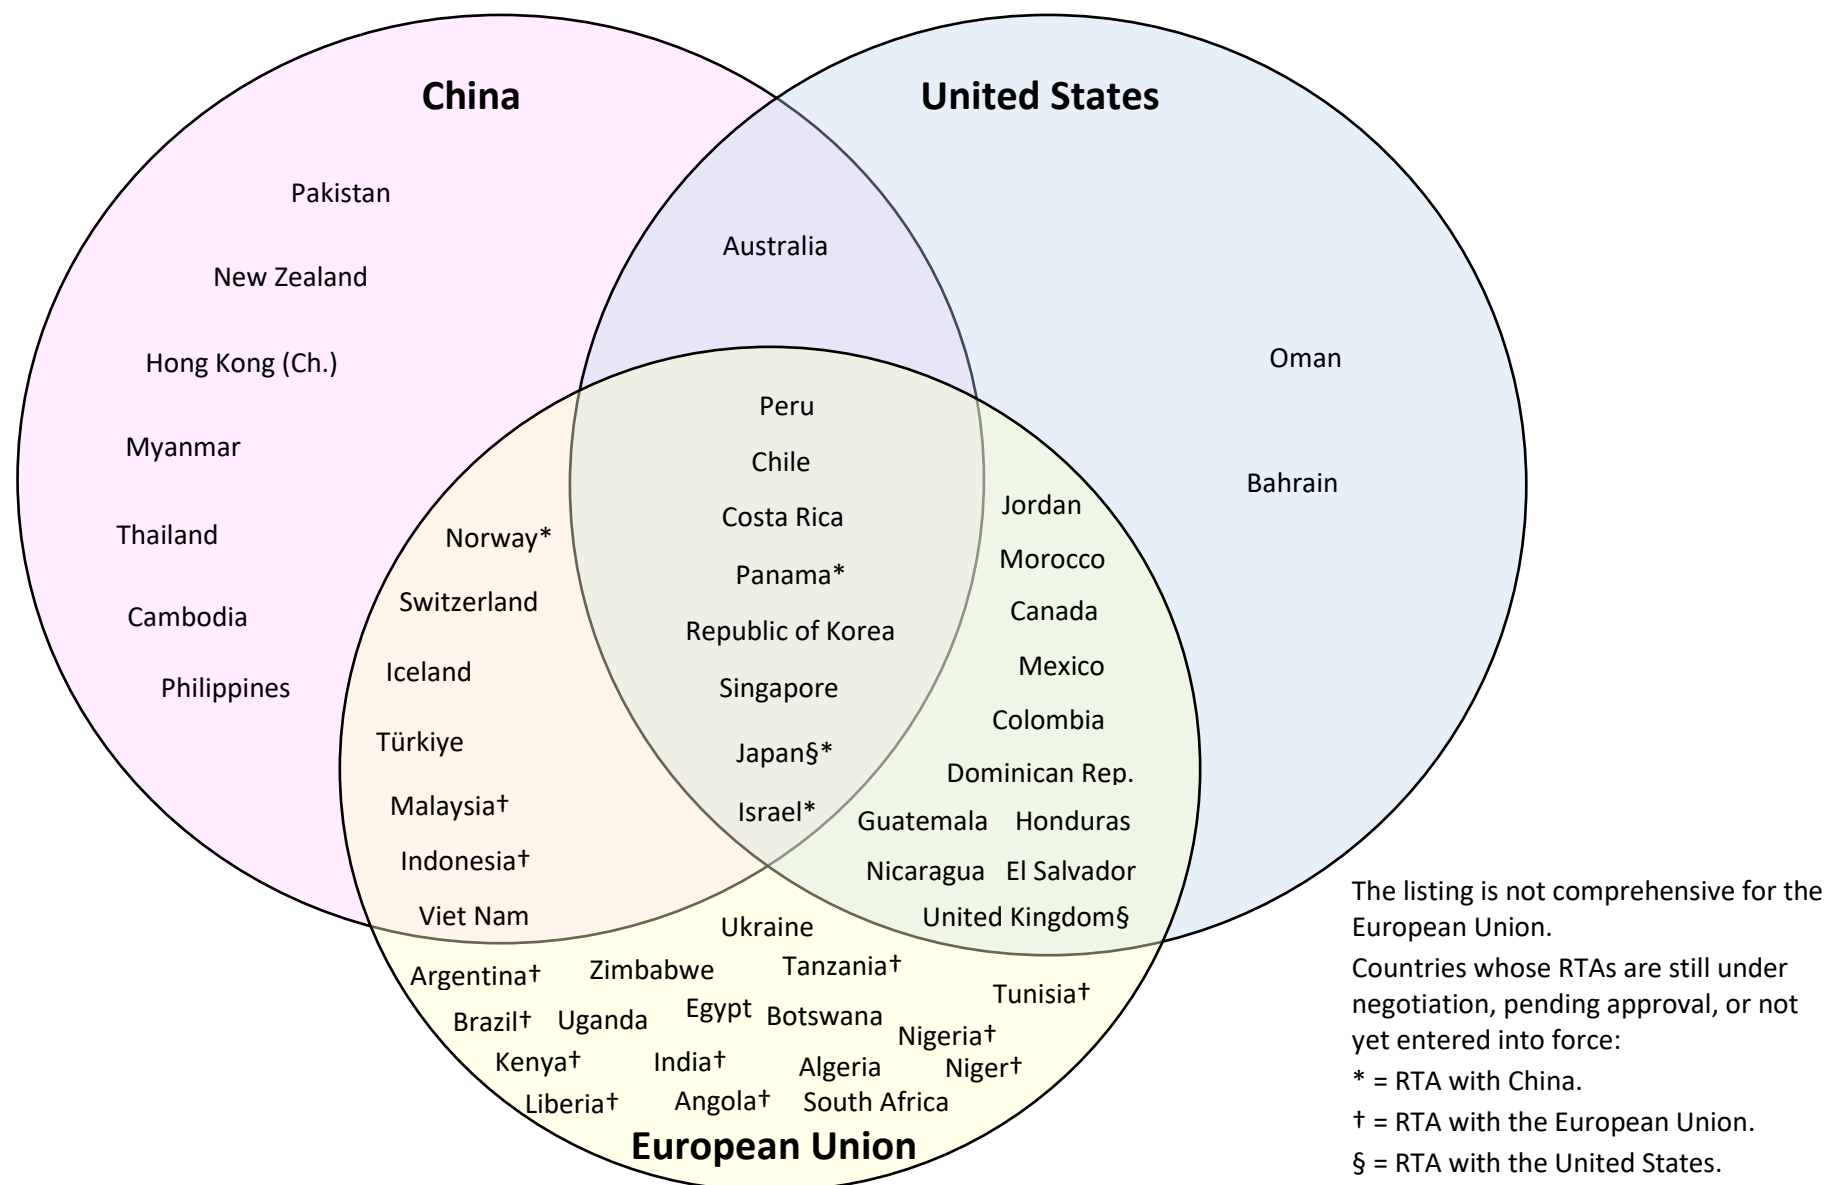 China
United States
Pakistan
New Zealand
Hong Kong (Ch.)
Myanmar
Thailand
Cambodia
Philippines
Australia
Oman
Bahrain
Peru
Chile
Costa Rica
Panama*
Republic of Korea
Singapore
Japan§*
Israel*
Norway*
Switzerland
Iceland
Türkiye
Malaysia†
Indonesia†
Viet Nam
Jordan
Morocco
Canada
Mexico
Colombia
Dominican Rep.
Guatemala Honduras
Nicaragua El Salvador
United Kingdom§
Ukraine
Argentina† Zimbabwe Tanzania†
Tunisia†
Brazil† Uganda Egypt Botswana
Nigeria†
Kenya† India† Algeria Niger†
Liberia† Angola† South Africa
European Union
The listing is not comprehensive for the
European Union.
Countries whose RTAs are still under
negotiation, pending approval, or not
yet entered into force:
* = RTA with China.
† = RTA with the European Union.
§ = RTA with the United States.